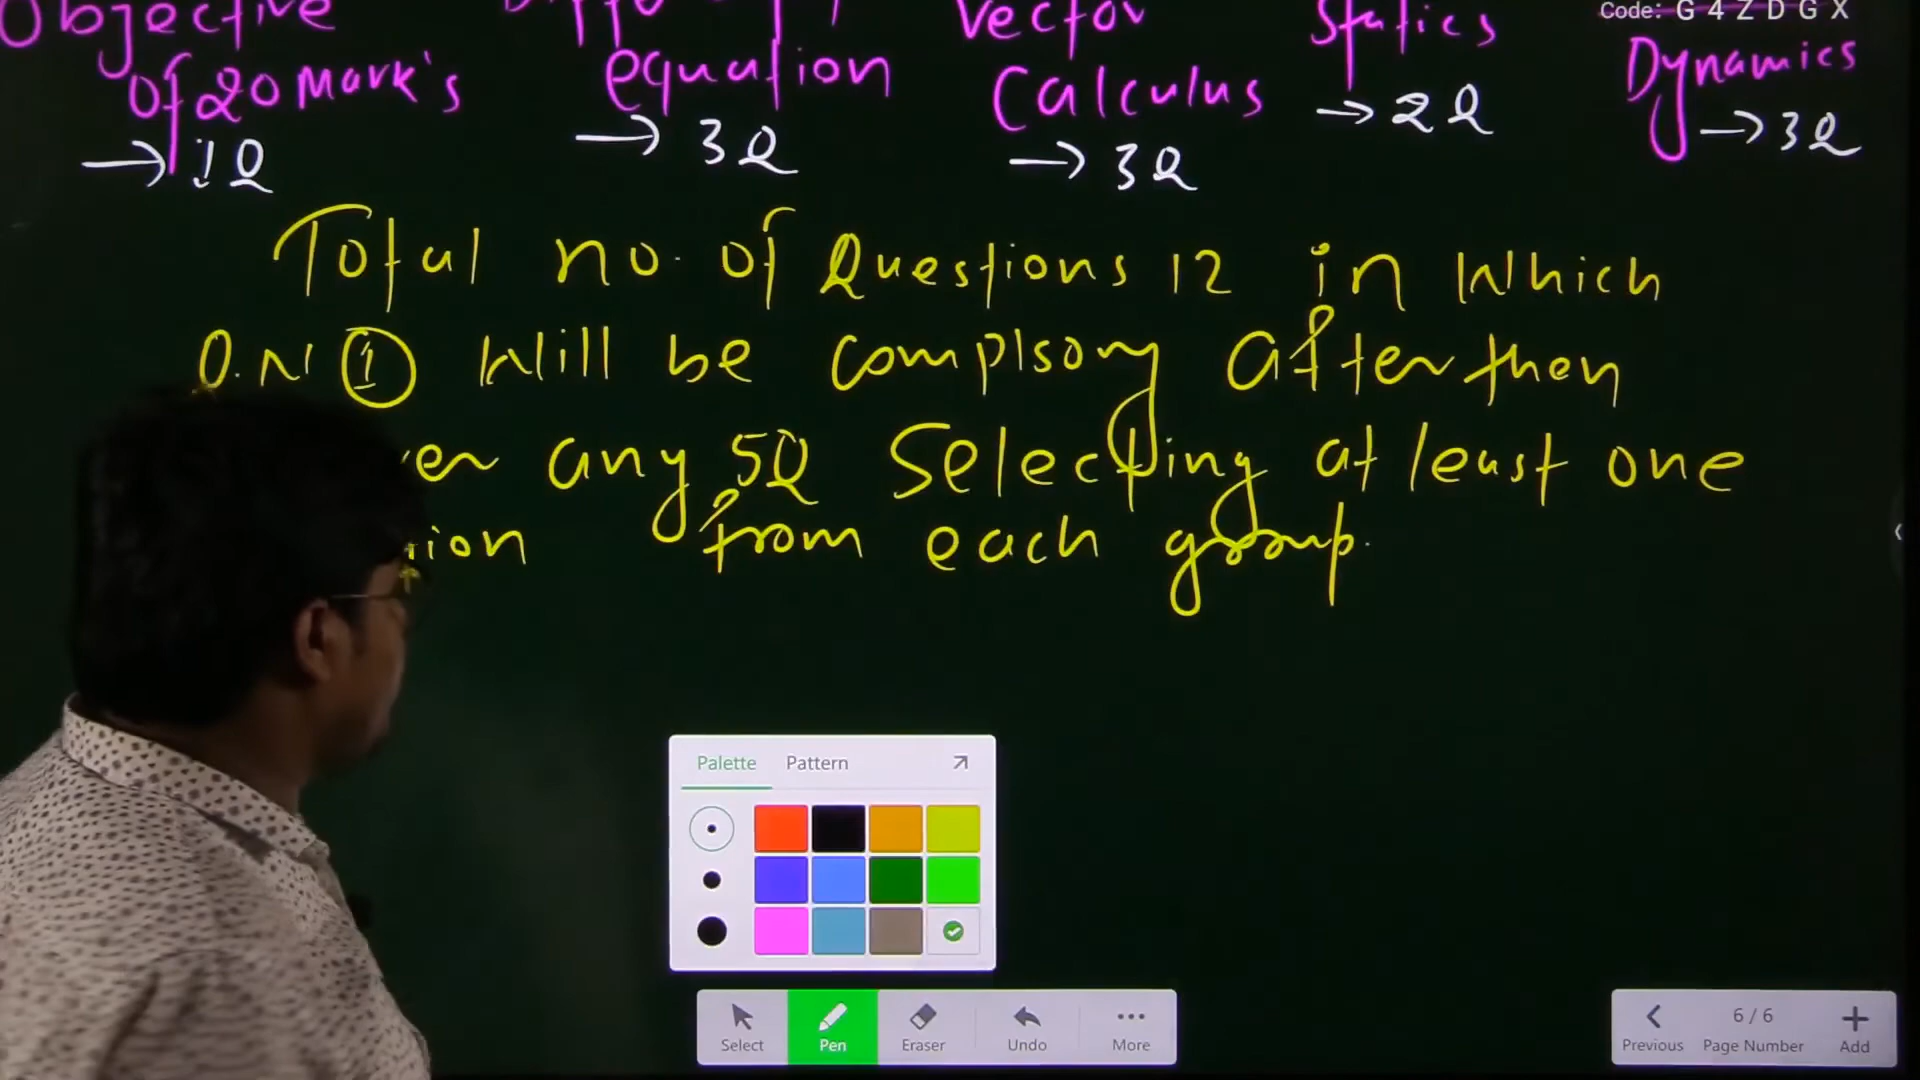 Objective
Of 20 Mark's
→ 1Q
equation
→ 3Q
Vector
Calculus
→ 3Q
Statics
→ 2Q
Code: G 4 Z D G X
Dynamics
→ 3Q
Total no. of Questions 12 in which
Q.N ① Will be complsory after then
any 5Q Selecting at least one
from each group.
Palette Pattern
Select Pen Eraser Undo More
Previous 6 / 6 Page Number Add